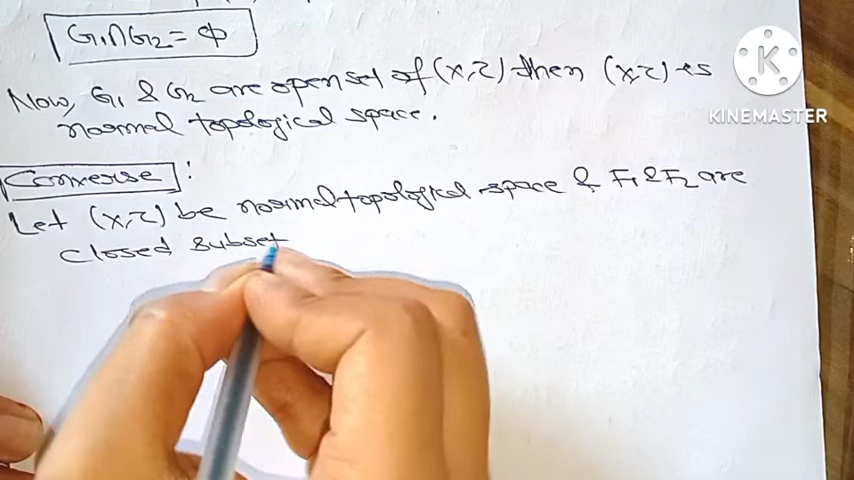 G₁∩G₂ = Φ
Now, G₁ & G₂ are open set of (X,τ) then (X,τ) is
normal topological space.
Converse :
Let (X,τ) be normal topological space & F₁ & F₂ are
closed subset
K
KINEMASTER